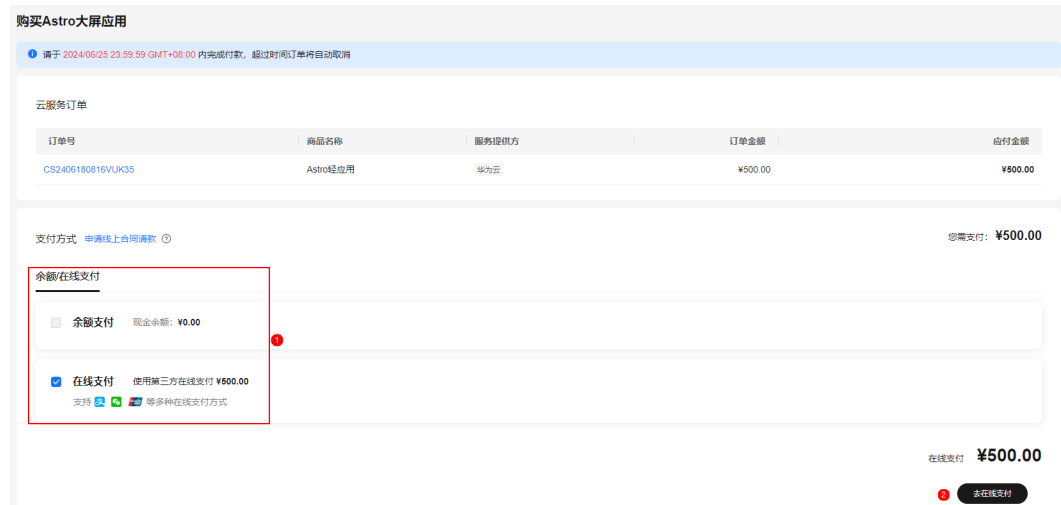 购买Astro大屏应用
请于 2024/06/25 23:59:59 GMT+08:00 内完成付款，超过时间订单将自动取消
云服务订单
订单号 商品名称 服务提供方 订单金额 应付金额
CS2406180816VUK35 Astro轻应用 华为云 ¥500.00 ¥500.00
支付方式 申请线上合同请款 ? 您需支付: ¥500.00
余额/在线支付
余额支付 现金余额: ¥0.00
1
在线支付 使用第三方在线支付 ¥500.00
支持 支 等多种在线支付方式
在线支付 ¥500.00
2 去在线支付